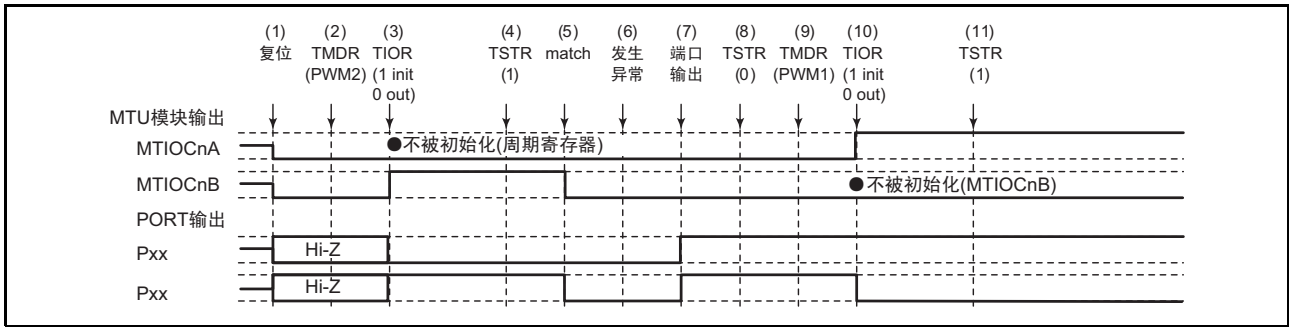 (1) (2) (3) (4) (5) (6) (7) (8) (9) (10) (11)
复位 TMDR TIOR TSTR match 发生 端口 TSTR TMDR TIOR TSTR
(PWM2) (1 init (1) 异常 输出 (0) (PWM1) (1 init (1)
0 out) 0 out)
MTU模块输出
MTIOCnA ●不被初始化(周期寄存器)
MTIOCnB ●不被初始化(MTIOCnB)
PORT输出
Pxx Hi-Z
Pxx Hi-Z